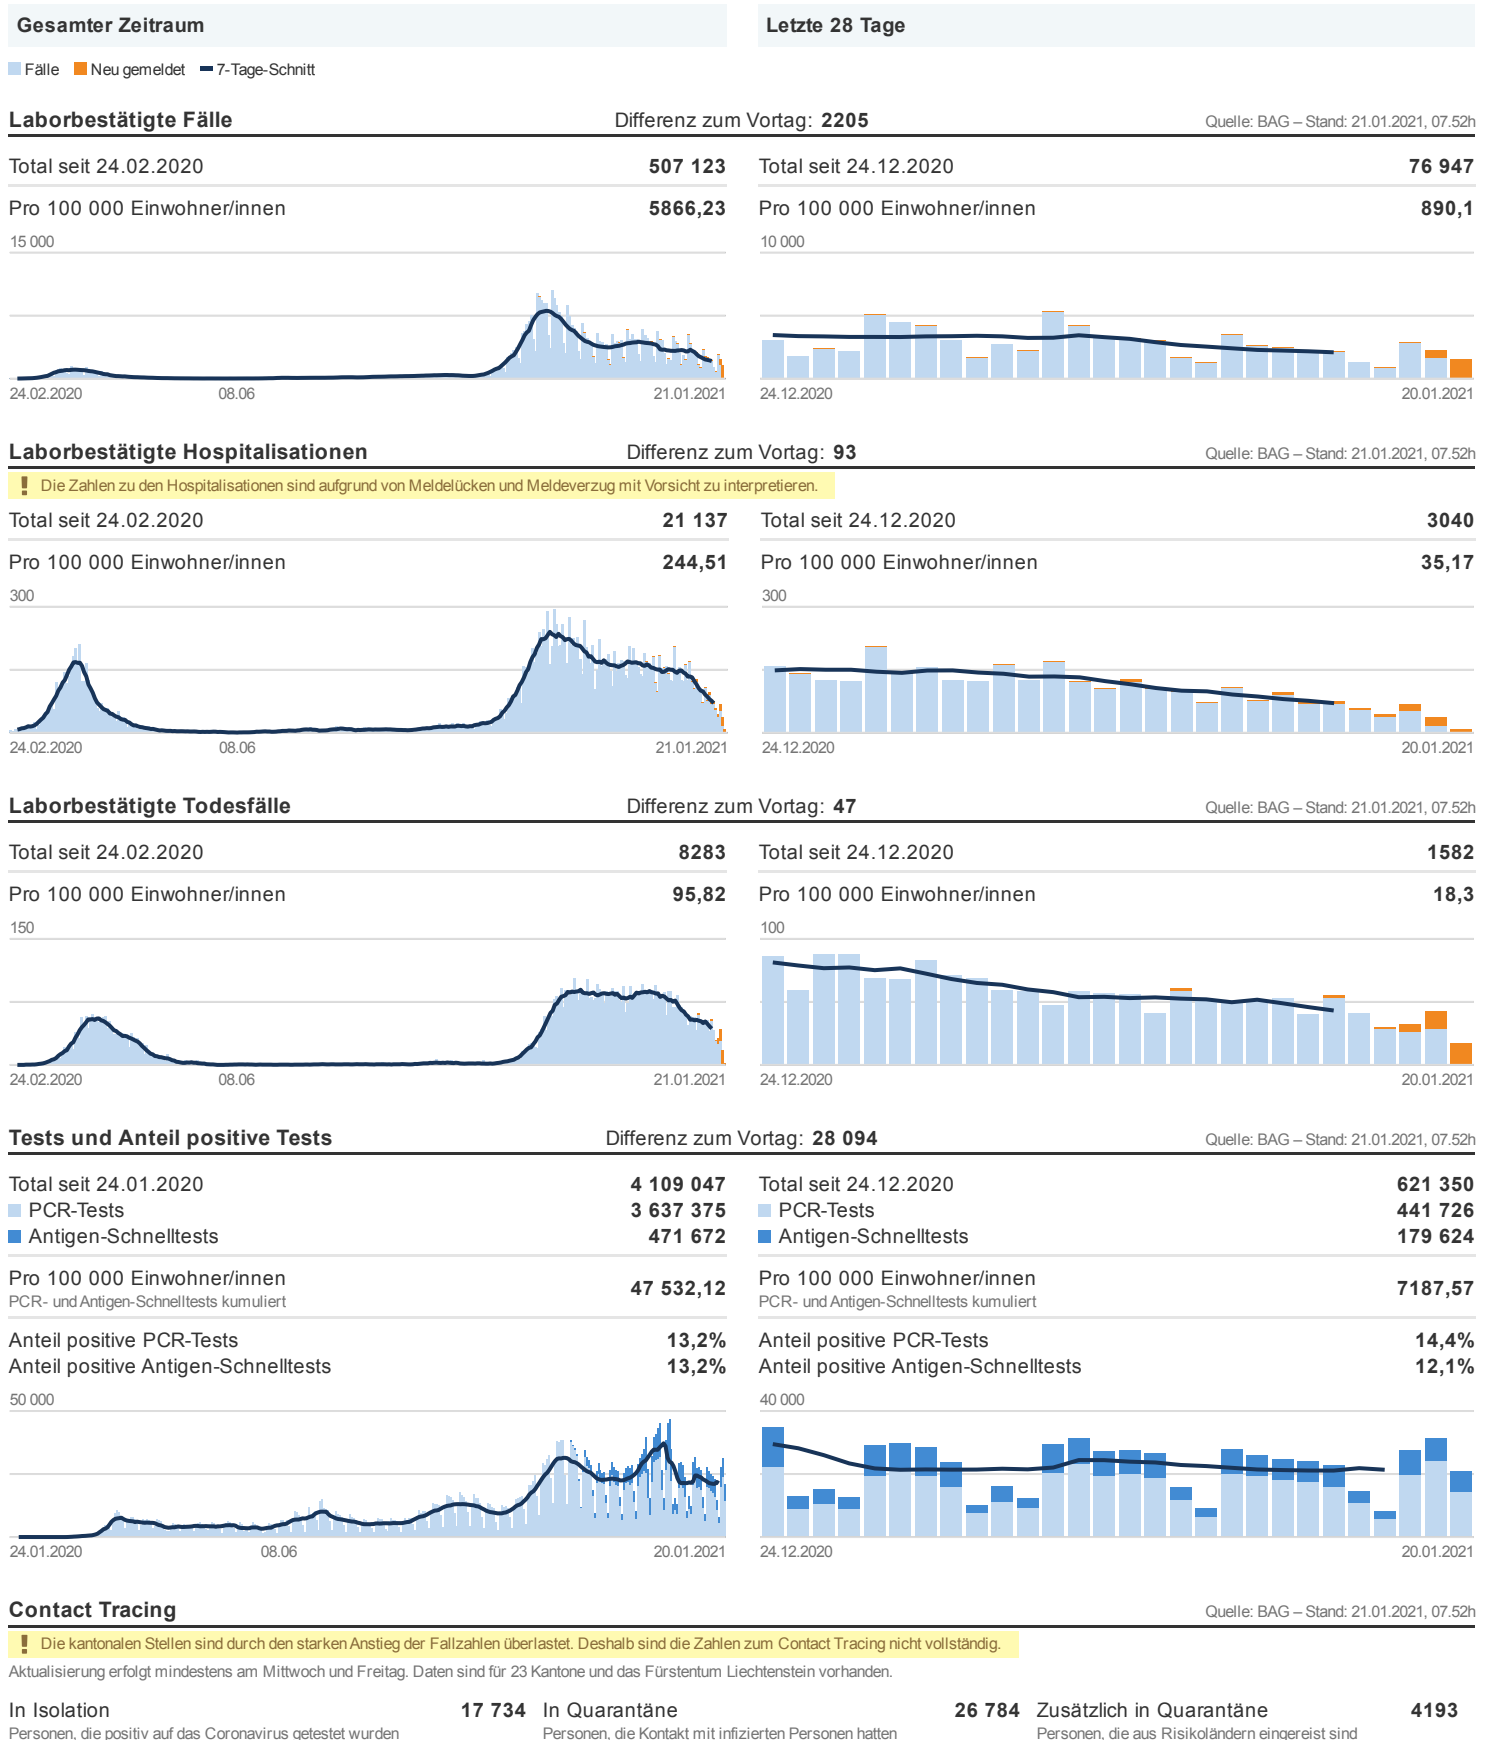 Gesamter Zeitraum
Letzte 28 Tage
Fälle Neu gemeldet 7-Tage-Schnitt
Laborbestätigte Fälle Differenz zum Vortag: 2205 Quelle: BAG – Stand: 21.01.2021, 07.52h
Total seit 24.02.2020 507 123
Pro 100 000 Einwohner/innen 5866,23
15 000
24.02.2020 08.06 21.01.2021
Total seit 24.12.2020 76 947
Pro 100 000 Einwohner/innen 890,1
10 000
24.12.2020 20.01.2021
Laborbestätigte Hospitalisationen Differenz zum Vortag: 93 Quelle: BAG – Stand: 21.01.2021, 07.52h
! Die Zahlen zu den Hospitalisationen sind aufgrund von Meldelücken und Meldeverzug mit Vorsicht zu interpretieren.
Total seit 24.02.2020 21 137
Pro 100 000 Einwohner/innen 244,51
300
24.02.2020 08.06 21.01.2021
Total seit 24.12.2020 3040
Pro 100 000 Einwohner/innen 35,17
300
24.12.2020 20.01.2021
Laborbestätigte Todesfälle Differenz zum Vortag: 47 Quelle: BAG – Stand: 21.01.2021, 07.52h
Total seit 24.02.2020 8283
Pro 100 000 Einwohner/innen 95,82
150
24.02.2020 08.06 21.01.2021
Total seit 24.12.2020 1582
Pro 100 000 Einwohner/innen 18,3
100
24.12.2020 20.01.2021
Tests und Anteil positive Tests Differenz zum Vortag: 28 094 Quelle: BAG – Stand: 21.01.2021, 07.52h
Total seit 24.01.2020 4 109 047
PCR-Tests 3 637 375
Antigen-Schnelltests 471 672
Pro 100 000 Einwohner/innen 47 532,12
PCR- und Antigen-Schnelltests kumuliert
Anteil positive PCR-Tests 13,2%
Anteil positive Antigen-Schnelltests 13,2%
50 000
24.01.2020 08.06 20.01.2021
Total seit 24.12.2020 621 350
PCR-Tests 441 726
Antigen-Schnelltests 179 624
Pro 100 000 Einwohner/innen 7187,57
PCR- und Antigen-Schnelltests kumuliert
Anteil positive PCR-Tests 14,4%
Anteil positive Antigen-Schnelltests 12,1%
40 000
24.12.2020 20.01.2021
Contact Tracing Quelle: BAG – Stand: 21.01.2021, 07.52h
! Die kantonalen Stellen sind durch den starken Anstieg der Fallzahlen überlastet. Deshalb sind die Zahlen zum Contact Tracing nicht vollständig.
Aktualisierung erfolgt mindestens am Mittwoch und Freitag. Daten sind für 23 Kantone und das Fürstentum Liechtenstein vorhanden.
In Isolation 17 734
Personen, die positiv auf das Coronavirus getestet wurden
In Quarantäne 26 784
Personen, die Kontakt mit infizierten Personen hatten
Zusätzlich in Quarantäne 4193
Personen, die aus Risikoländern eingereist sind